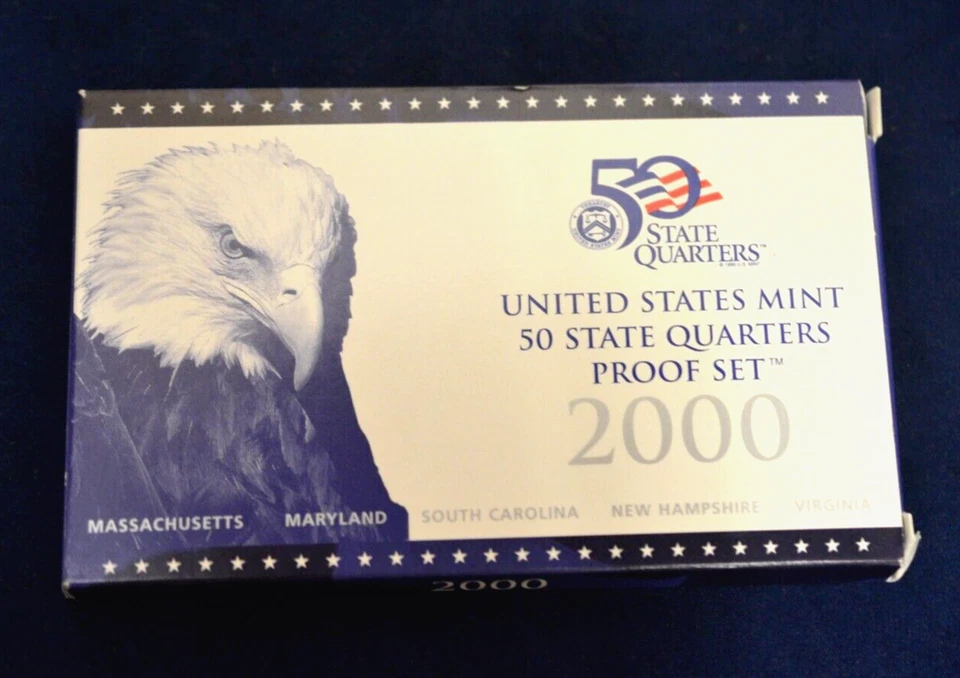 50
STATE
QUARTERS™
UNITED STATES MINT
50 STATE QUARTERS
PROOF SET™
2000
MASSACHUSETTS MARYLAND SOUTH CAROLINA NEW HAMPSHIRE VIRGINIA
2000